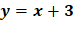 y = x + 3